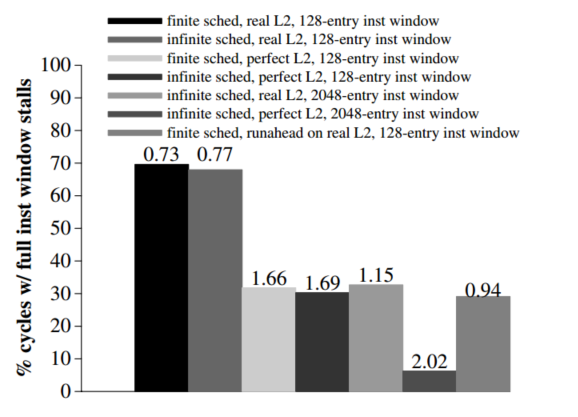 finite sched, real L2, 128-entry inst window
infinite sched, real L2, 128-entry inst window
finite sched, perfect L2, 128-entry inst window
infinite sched, perfect L2, 128-entry inst window
infinite sched, real L2, 2048-entry inst window
infinite sched, perfect L2, 2048-entry inst window
finite sched, runahead on real L2, 128-entry inst window
% cycles w/ full inst window stalls
100
90
80
70
60
50
40
30
20
10
0
0.73
0.77
1.66
1.69
1.15
2.02
0.94